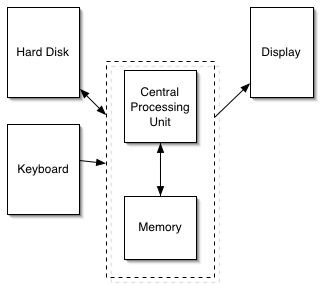 Hard Disk
Display
Central
Processing
Unit
Keyboard
Memory